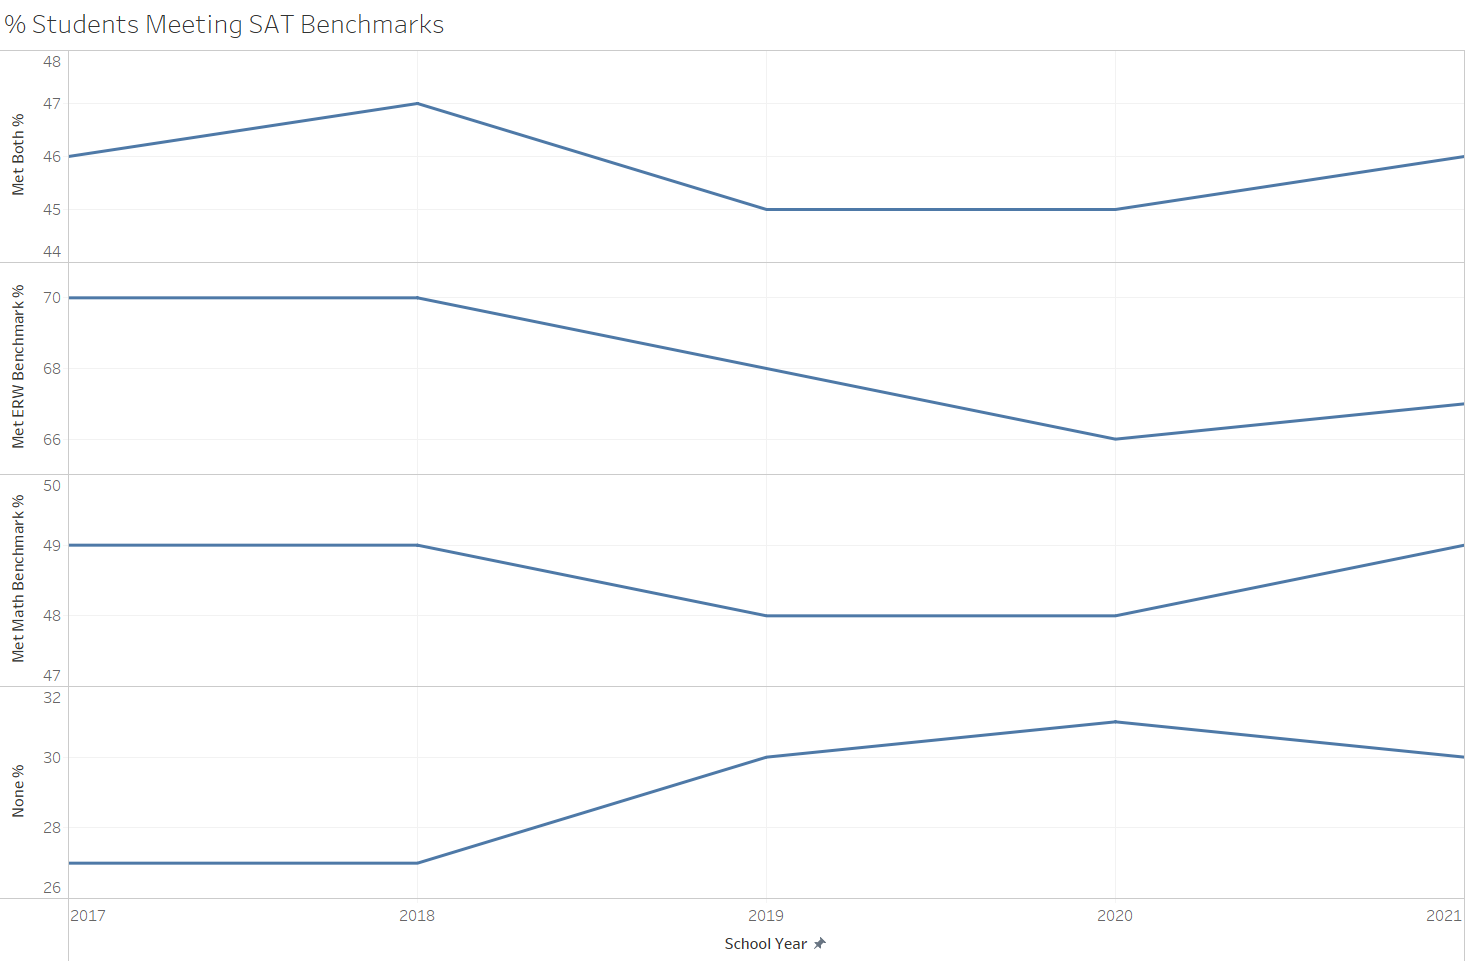 % Students Meeting SAT Benchmarks
48
47
46
45
44
Met Both %
70
68
66
Met ERW Benchmark %
50
49
48
47
Met Math Benchmark %
32
30
28
26
None %
2017 2018 2019 2020 2021
School Year